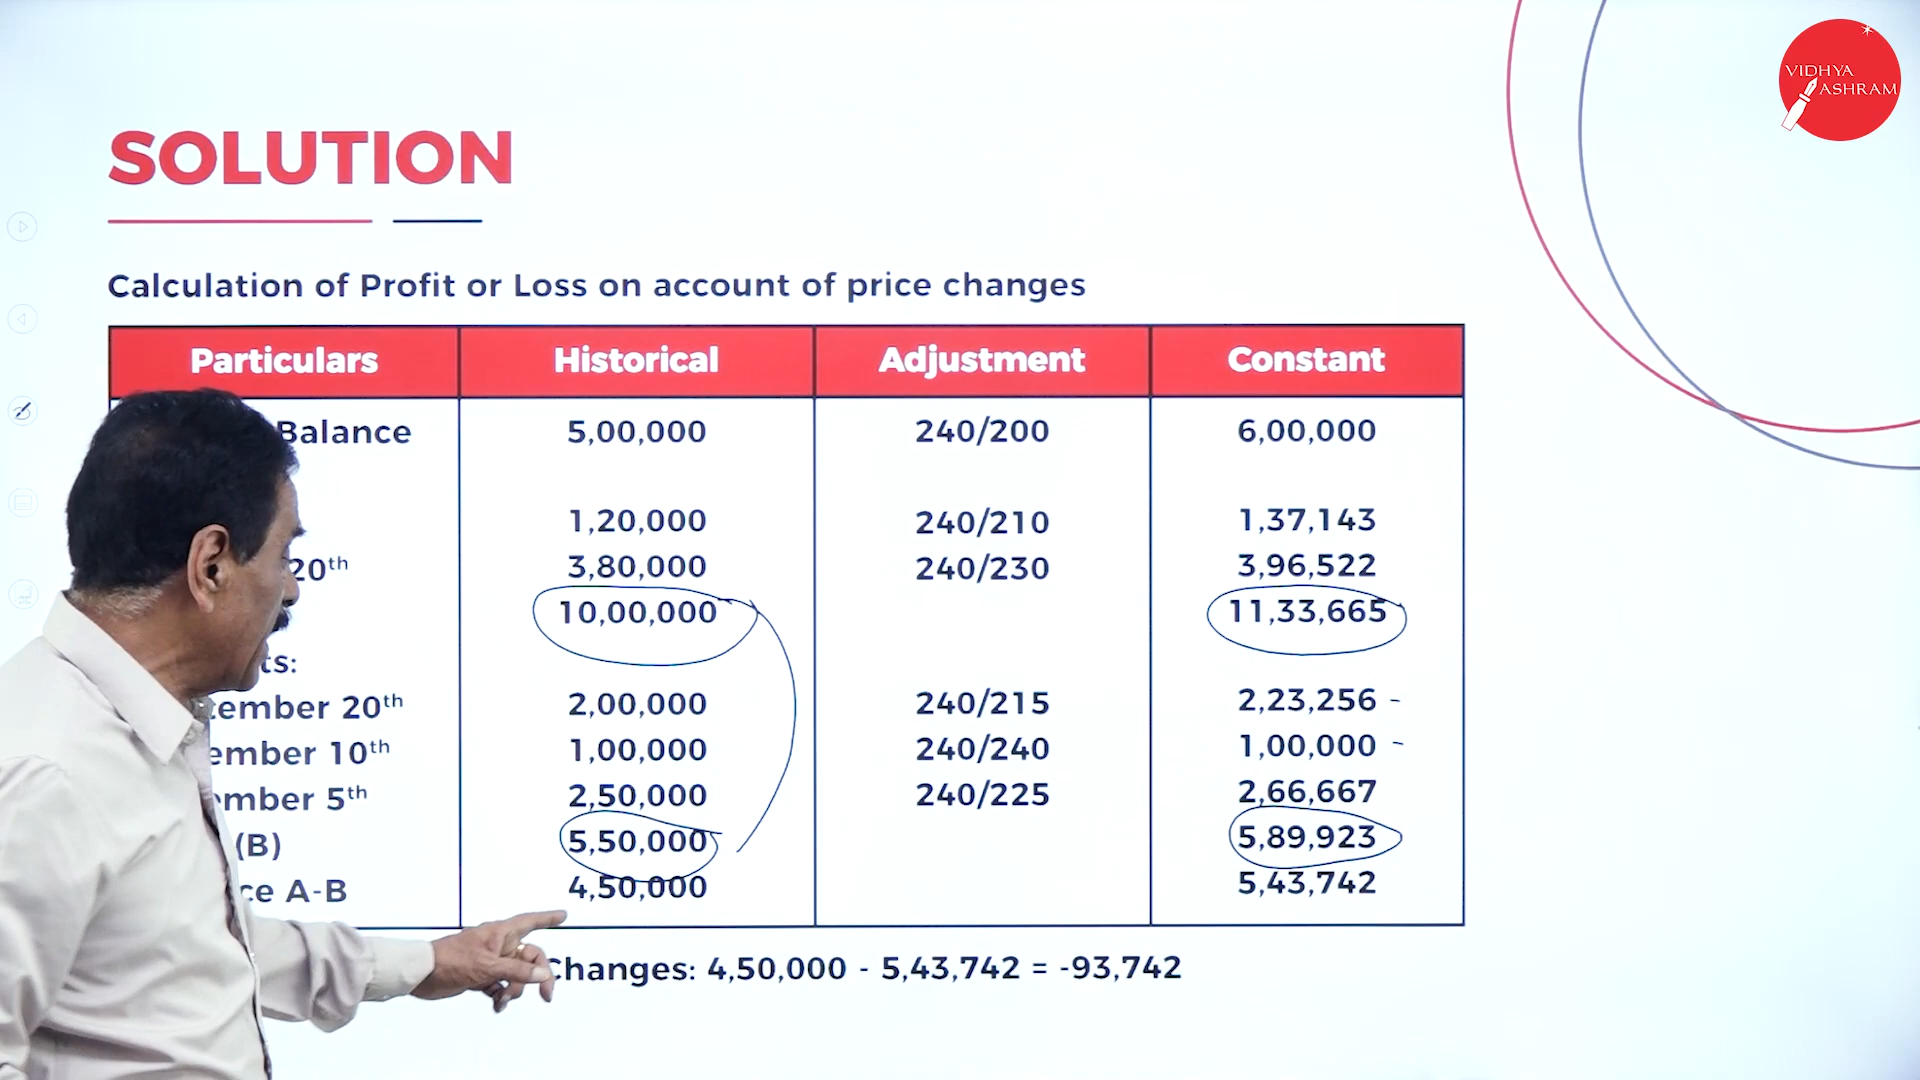 VIDHYA
ASHRAM
SOLUTION
Calculation of Profit or Loss on account of price changes
Particulars Historical Adjustment Constant
Balance 5,00,000 240/200 6,00,000
1,20,000 240/210 1,37,143
20th 3,80,000 240/230 3,96,522
10,00,000 11,33,665
ts:
ember 20th 2,00,000 240/215 2,23,256 -
ember 10th 1,00,000 240/240 1,00,000 -
mber 5th 2,50,000 240/225 2,66,667
(B) 5,50,000 5,89,923
ce A-B 4,50,000 5,43,742
Changes: 4,50,000 - 5,43,742 = -93,742